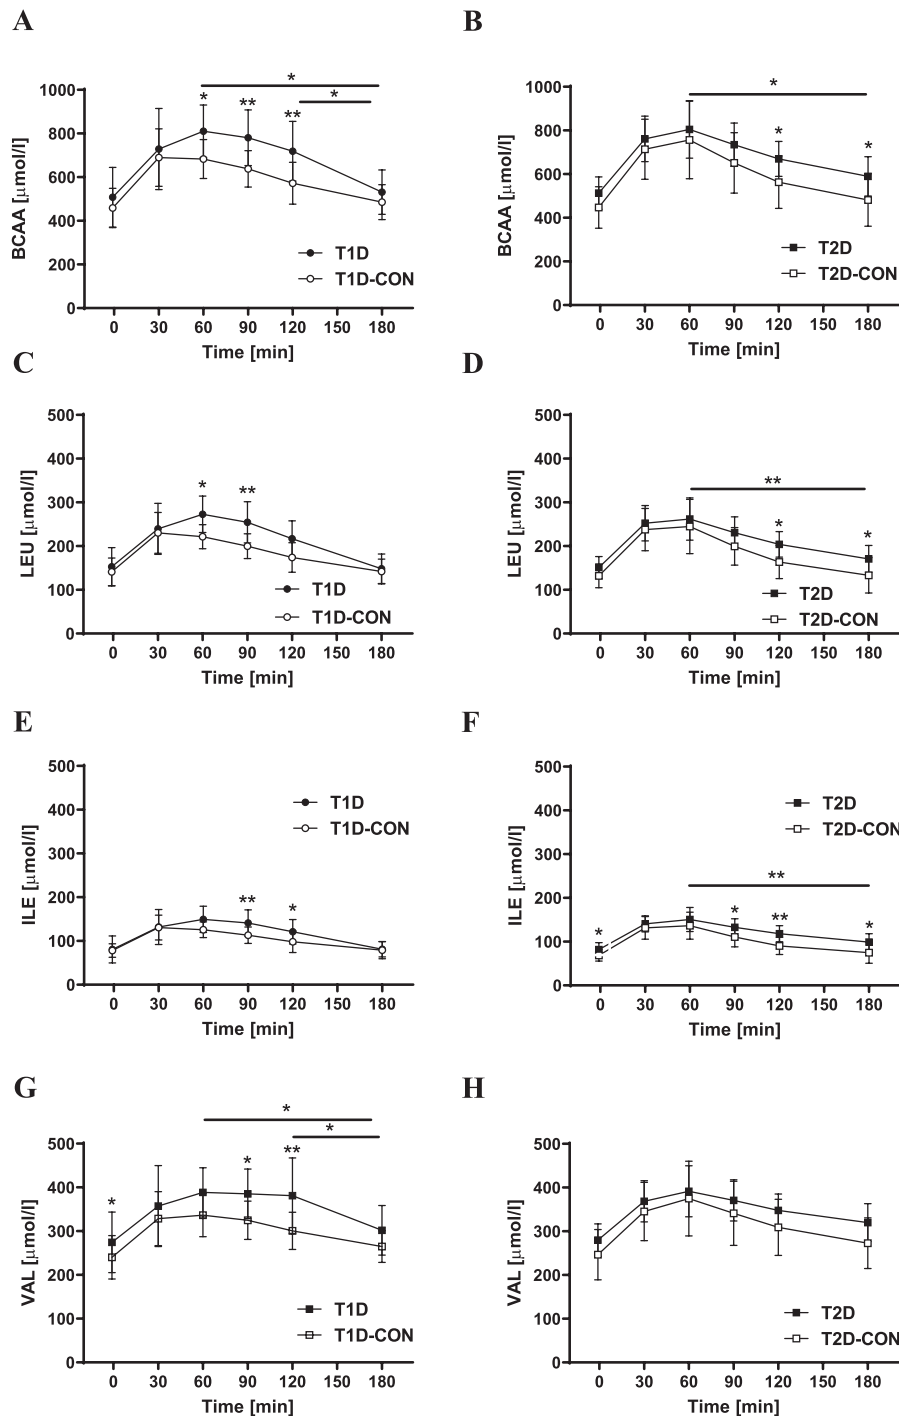 A
B
*
*
* ** **
1000
800
600
400
200
0
BCAA [µmol/l]
T1D
T1D-CON
0 30 60 90 120 150 180
Time [min]
*
* *
1000
800
600
400
200
0
BCAA [µmol/l]
T2D
T2D-CON
0 30 60 90 120 150 180
Time [min]
C
D
* **
500
400
300
200
100
0
LEU [µmol/l]
T1D
T1D-CON
0 30 60 90 120 150 180
Time [min]
**
* *
500
400
300
200
100
0
LEU [µmol/l]
T2D
T2D-CON
0 30 60 90 120 150 180
Time [min]
E
F
500
400
300
200
100
0
ILE [µmol/l]
T1D
T1D-CON
** *
0 30 60 90 120 150 180
Time [min]
500
400
300
200
100
0
ILE [µmol/l]
T2D
T2D-CON
**
* * ** *
0 30 60 90 120 150 180
Time [min]
G
H
*
*
* * **
500
400
300
200
100
0
VAL [µmol/l]
T1D
T1D-CON
0 30 60 90 120 150 180
Time [min]
500
400
300
200
100
0
VAL [µmol/l]
T2D
T2D-CON
0 30 60 90 120 150 180
Time [min]